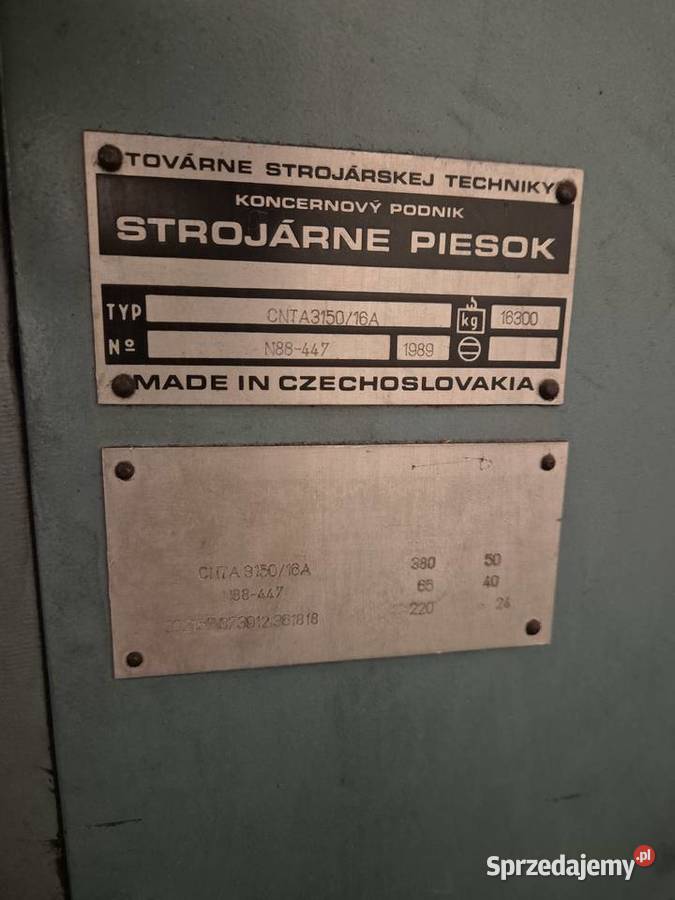 TOVÁRNE STROJÁRSKEJ TECHNIKY
KONCERNOVÝ PODNIK
STROJÁRNE PIESOK
TYP CNTA3150/16A kg 16300
Nº N88-447 1989
MADE IN CZECHOSLOVAKIA
CNTA 3150/16A 380 50
N88-447 65 40
220 24
Sprzedajemy.pl